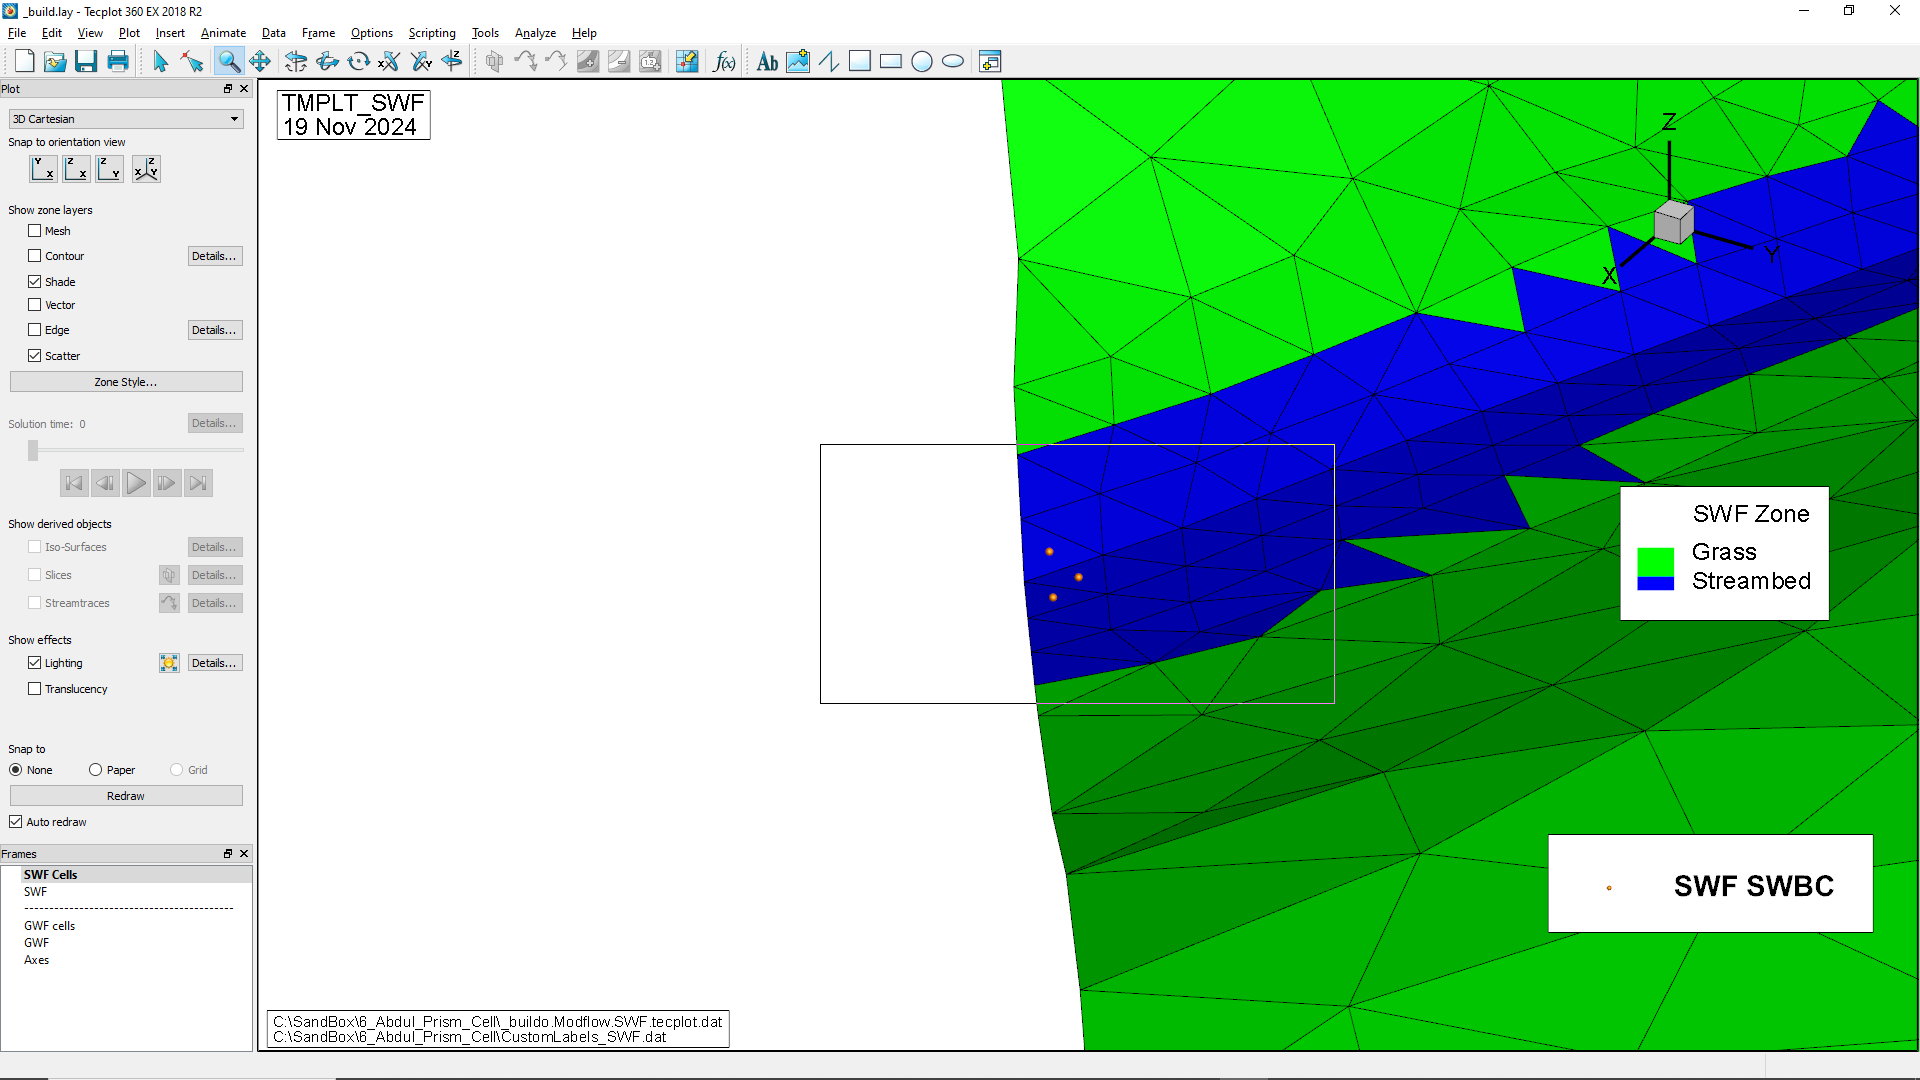 _build.lay - Tecplot 360 EX 2018 R2
File Edit View Plot Insert Animate Data Frame Options Scripting Tools Analyze Help
Plot
3D Cartesian
Snap to orientation view
Show zone layers
Mesh
Contour Details...
Shade
Vector
Edge Details...
Scatter
Zone Style...
Solution time: 0 Details...
Show derived objects
Iso-Surfaces Details...
Slices Details...
Streamtraces Details...
Show effects
Lighting Details...
Translucency
Snap to
None Paper Grid
Redraw
Auto redraw
Frames
SWF Cells
SWF
GWF cells
GWF
Axes
TMPLT_SWF
19 Nov 2024
Z
X
Y
SWF Zone
Grass
Streambed
SWF SWBC
C:\SandBox\6_Abdul_Prism_Cell\_buildo.Modflow.SWF.tecplot.dat
C:\SandBox\6_Abdul_Prism_Cell\CustomLabels_SWF.dat